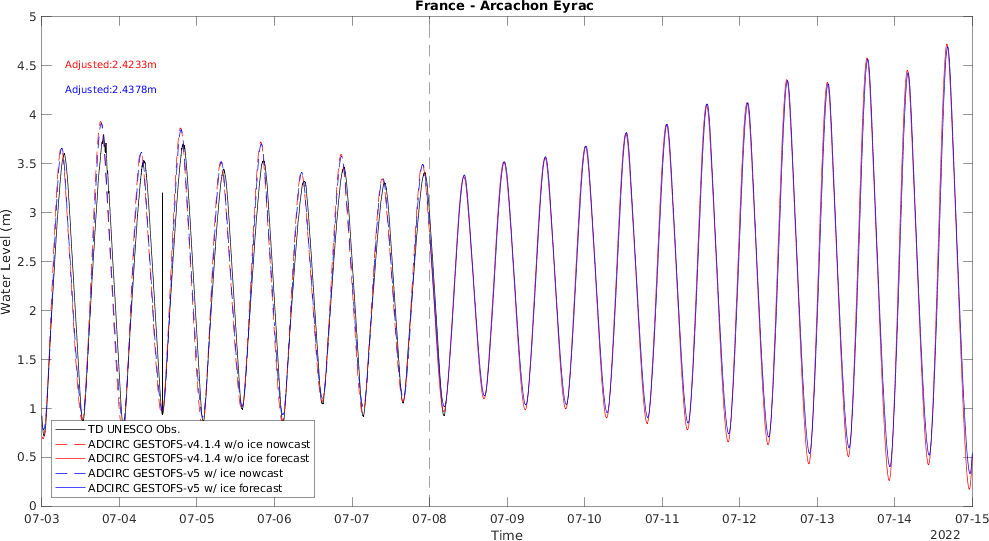 France - Arcachon Eyrac
5
4.5
4
3.5
3
2.5
2
1.5
1
0.5
0
Water Level (m)
Adjusted:2.4233m
Adjusted:2.4378m
TD UNESCO Obs.
ADCIRC GESTOFS-v4.1.4 w/o ice nowcast
ADCIRC GESTOFS-v4.1.4 w/o ice forecast
ADCIRC GESTOFS-v5 w/ ice nowcast
ADCIRC GESTOFS-v5 w/ ice forecast
07-03 07-04 07-05 07-06 07-07 07-08 07-09 07-10 07-11 07-12 07-13 07-14 07-15
Time
2022